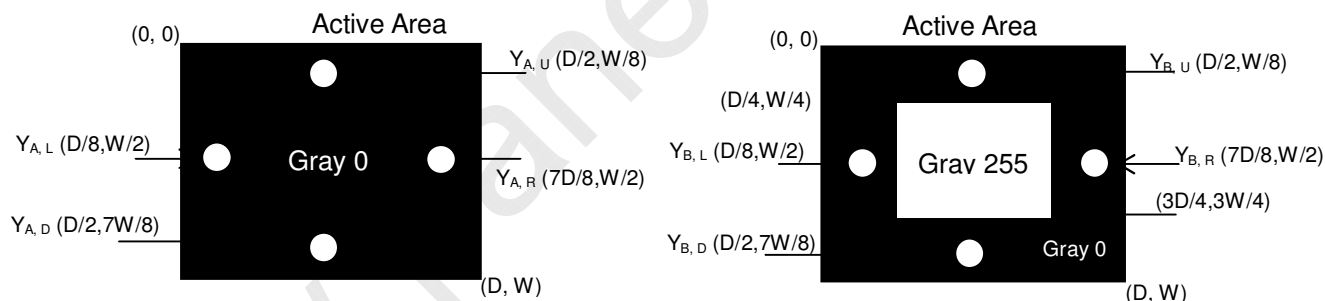 Active Area
(0, 0)
Y_A, U (D/2,W/8)
Y_A, L (D/8,W/2)
Gray 0
Y_A, R (7D/8,W/2)
Y_A, D (D/2,7W/8)
(D, W)
Active Area
(0, 0)
Y_B, U (D/2,W/8)
(D/4,W/4)
Y_B, L (D/8,W/2)
Gray 255
Y_B, R (7D/8,W/2)
(3D/4,3W/4)
Y_B, D (D/2,7W/8)
Gray 0
(D, W)